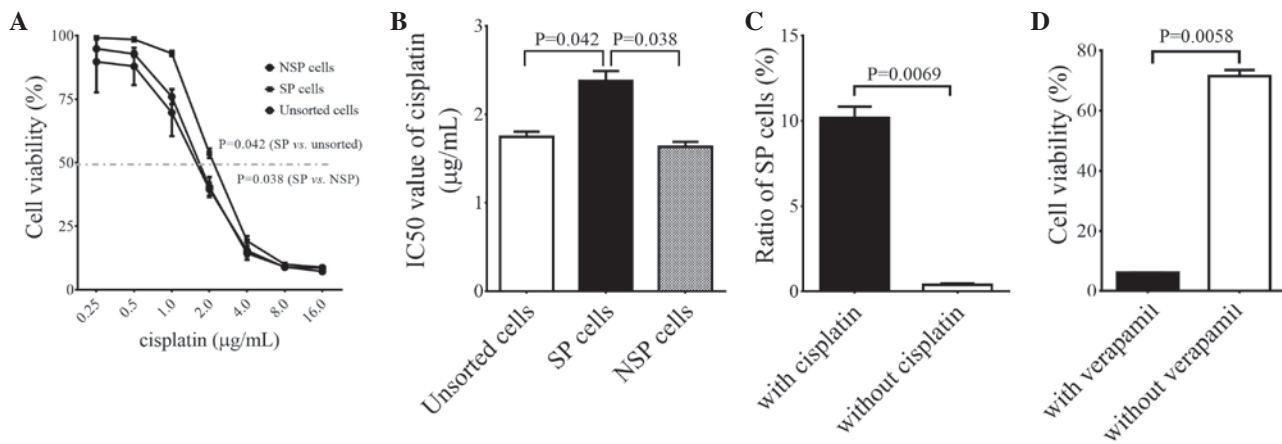 A
Cell viability (%)
100
75
50
25
0
NSP cells
SP cells
Unsorted cells
P=0.042 (SP vs. unsorted)
P=0.038 (SP vs. NSP)
0.25
0.5
1.0
2.0
4.0
8.0
16.0
cisplatin (μg/mL)
B
IC50 value of cisplatin
(μg/mL)
3
2
1
0
P=0.042
P=0.038
Unsorted cells
SP cells
NSP cells
C
Ratio of SP cells (%)
15
10
5
0
P=0.0069
with cisplatin
without cisplatin
D
Cell viability (%)
80
60
40
20
0
P=0.0058
with verapamil
without verapamil